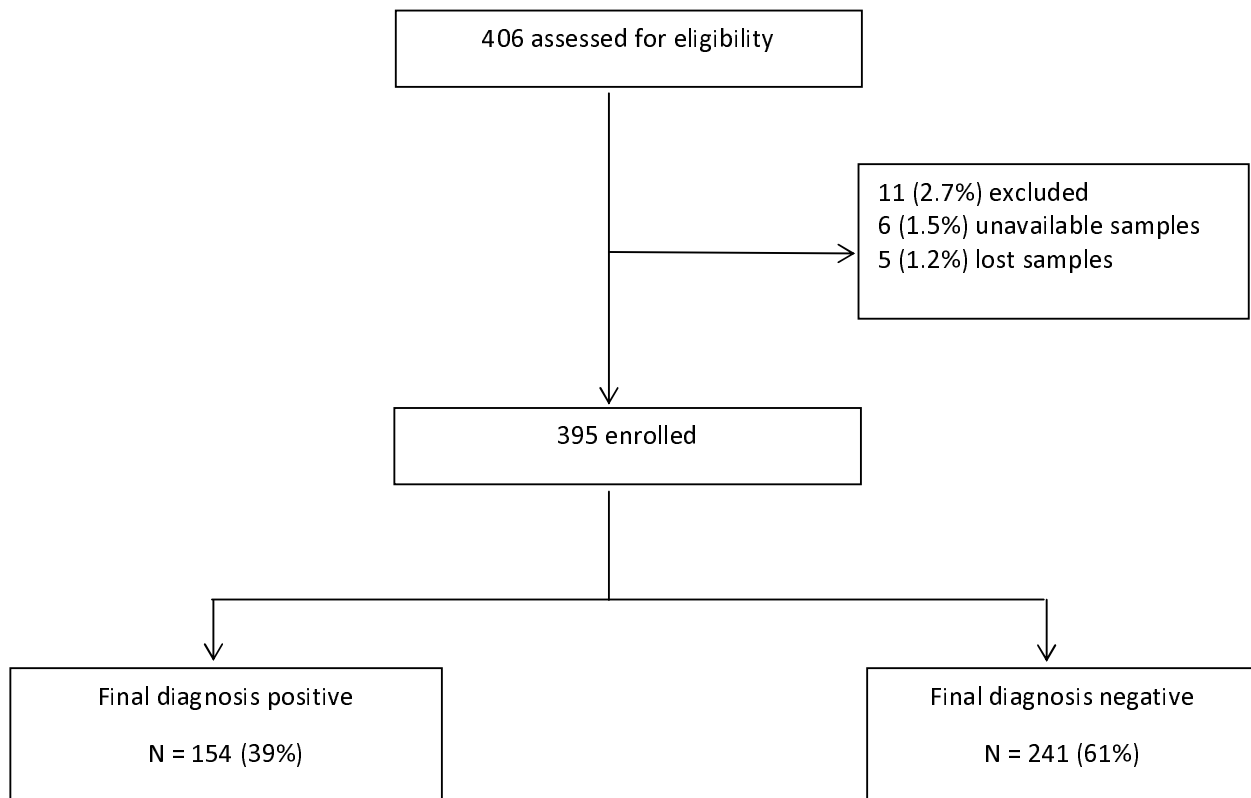 406 assessed for eligibility
11 (2.7%) excluded
6 (1.5%) unavailable samples
5 (1.2%) lost samples
395 enrolled
Final diagnosis positive
N = 154 (39%)
Final diagnosis negative
N = 241 (61%)